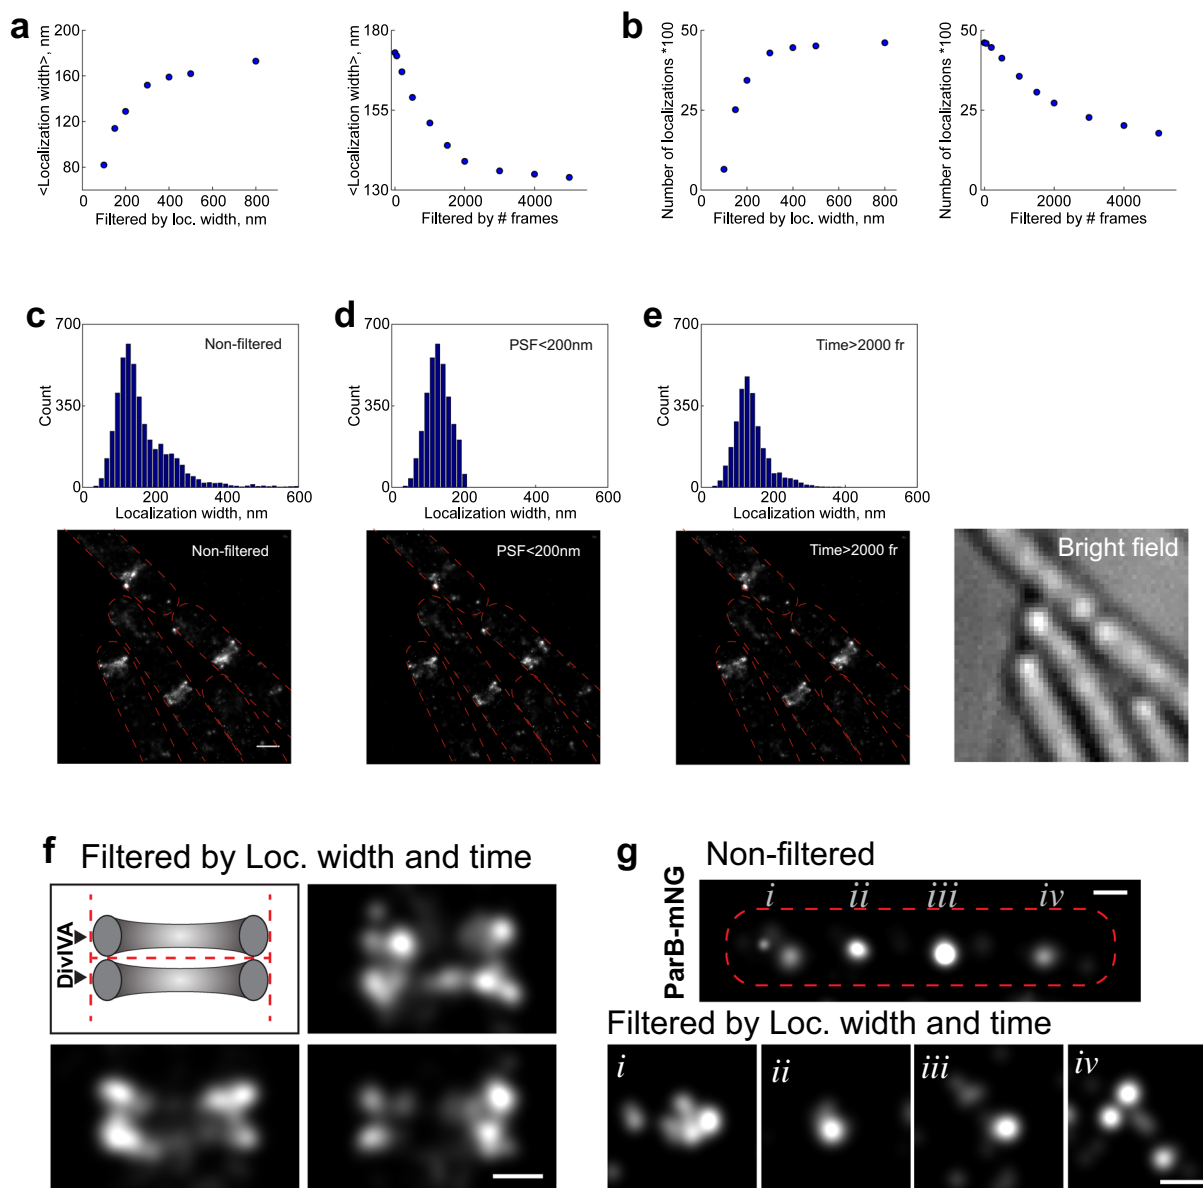 a
b
<Localization width>, nm
200
160
120
80
0
200
400
600
800
Filtered by loc. width, nm
<Localization width>, nm
180
155
130
0
2000
4000
Filtered by # frames
Number of localizations *100
50
25
0
0
200
400
600
800
Filtered by loc. width, nm
Number of localizations *100
50
25
0
0
2000
4000
Filtered by # frames
c
Count
700
350
0
Non-filtered
0
200
400
600
Localization width, nm
Non-filtered
d
Count
700
350
0
PSF<200nm
0
200
400
600
Localization width, nm
PSF<200nm
e
Count
700
350
0
Time>2000 fr
0
200
400
600
Localization width, nm
Time>2000 fr
Bright field
f
Filtered by Loc. width and time
DivIVA
g
Non-filtered
ParB-mNG
i
ii
iii
iv
Filtered by Loc. width and time
i
ii
iii
iv